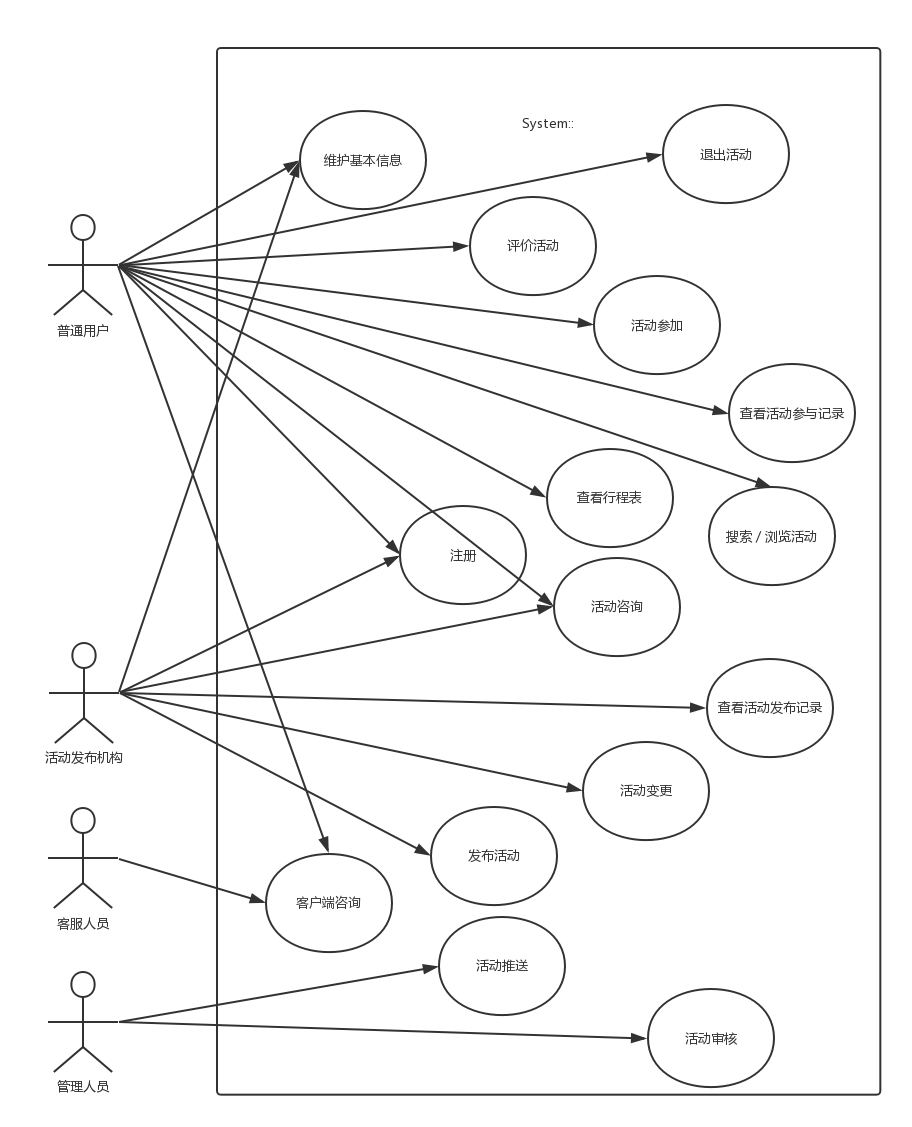 System::
退出活动
维护基本信息
评价活动
活动参加
普通用户
查看活动参与记录
查看行程表
搜索 / 浏览活动
注册
活动咨询
查看活动发布记录
活动发布机构
活动变更
发布活动
客户端咨询
客服人员
活动推送
活动审核
管理人员